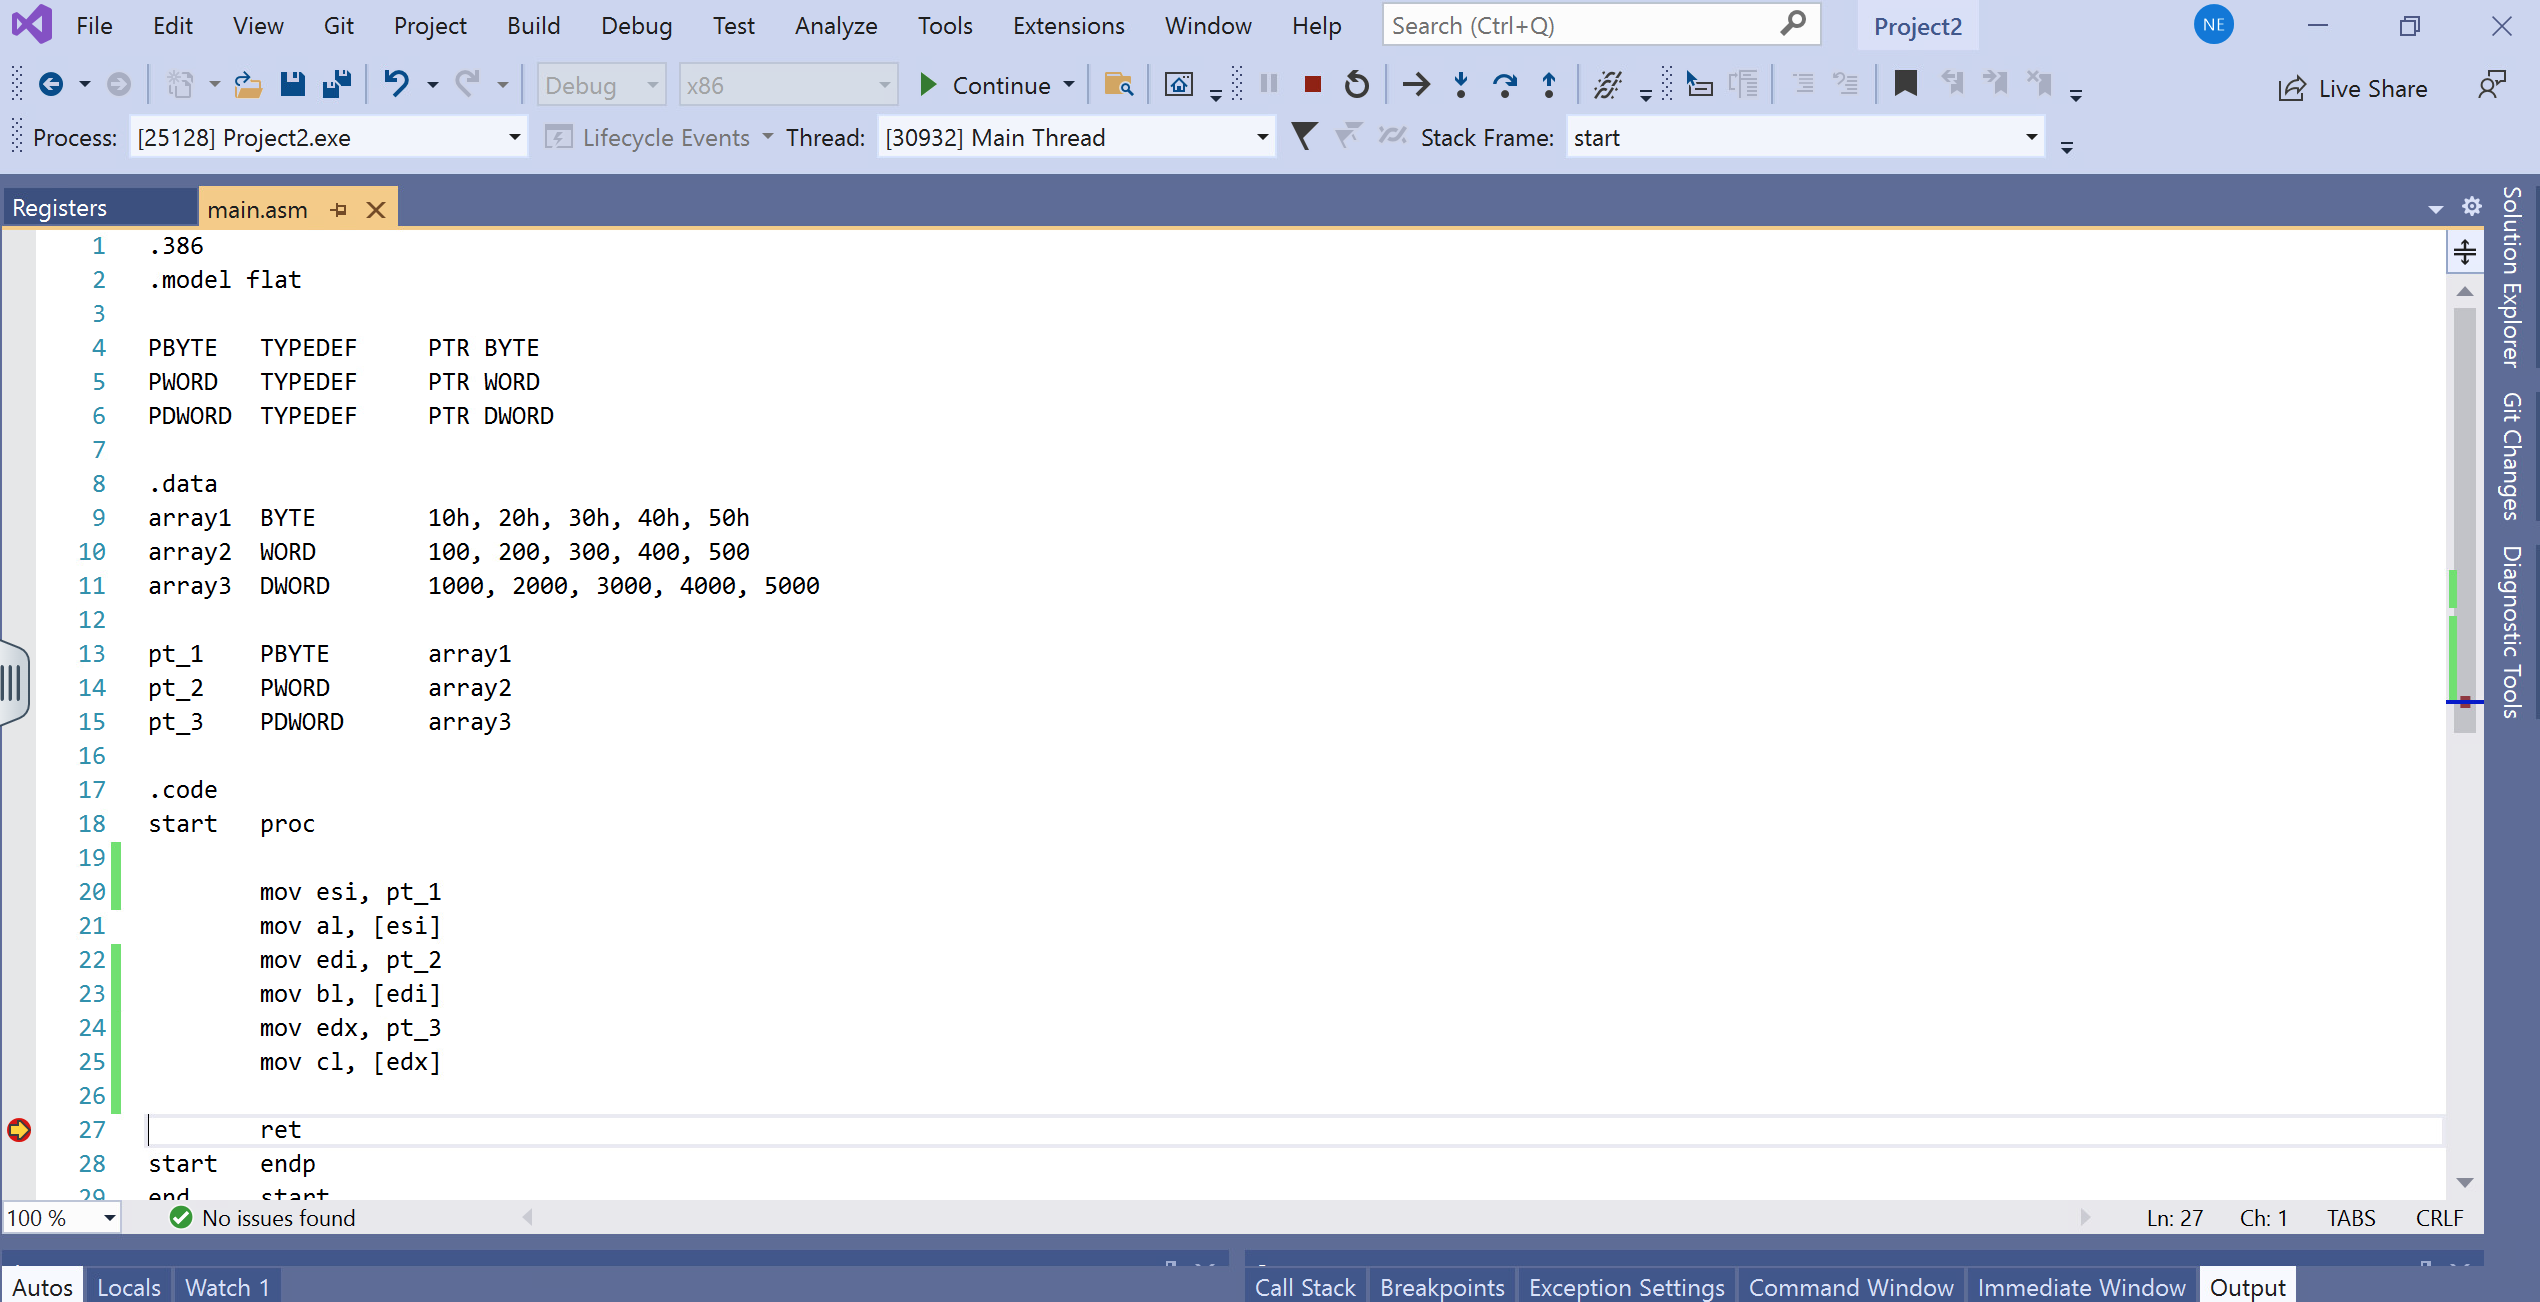 File Edit View Git Project Build Debug Test Analyze Tools Extensions Window Help Search (Ctrl+Q) Project2 NE
Debug x86 Continue Live Share
Process: [25128] Project2.exe Lifecycle Events Thread: [30932] Main Thread Stack Frame: start
Registers main.asm
1 .386
2 .model flat
3
4 PBYTE TYPEDEF PTR BYTE
5 PWORD TYPEDEF PTR WORD
6 PDWORD TYPEDEF PTR DWORD
7
8 .data
9 array1 BYTE 10h, 20h, 30h, 40h, 50h
10 array2 WORD 100, 200, 300, 400, 500
11 array3 DWORD 1000, 2000, 3000, 4000, 5000
12
13 pt_1 PBYTE array1
14 pt_2 PWORD array2
15 pt_3 PDWORD array3
16
17 .code
18 start proc
19
20 mov esi, pt_1
21 mov al, [esi]
22 mov edi, pt_2
23 mov bl, [edi]
24 mov edx, pt_3
25 mov cl, [edx]
26
27 ret
28 start endp
29 end start
Solution Explorer
Git Changes
Diagnostic Tools
100 % No issues found Ln: 27 Ch: 1 TABS CRLF
Autos Locals Watch 1 Call Stack Breakpoints Exception Settings Command Window Immediate Window Output